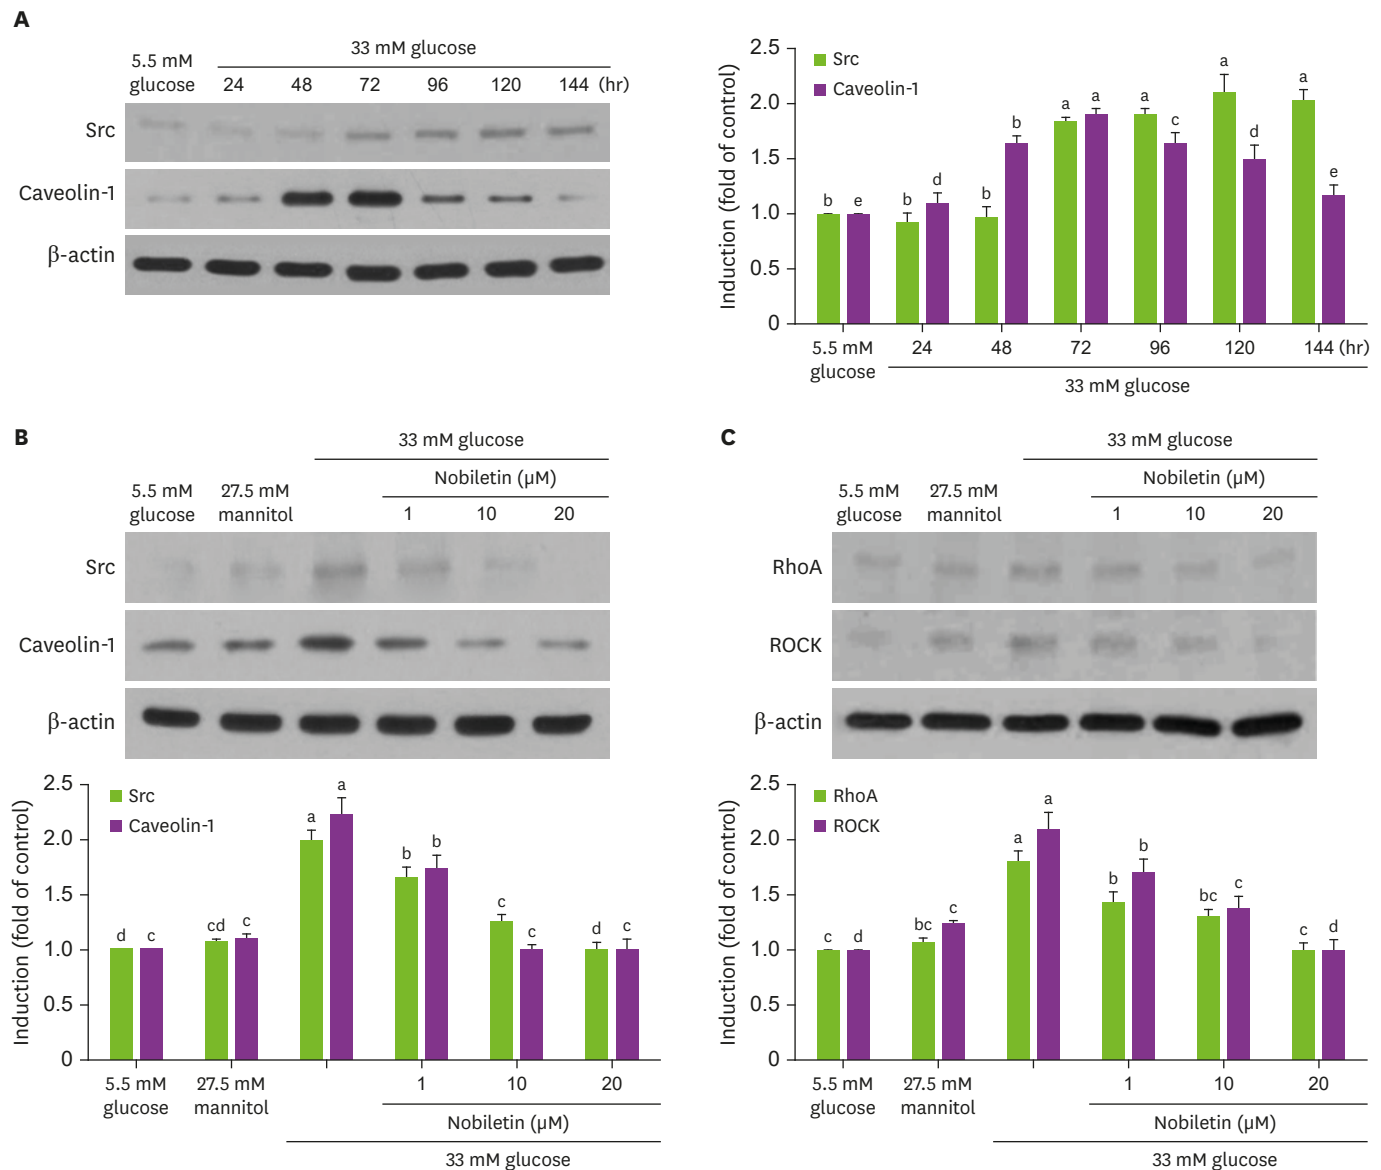 A
33 mM glucose
5.5 mM
glucose 24 48 72 96 120 144 (hr)
Src
Caveolin-1
β-actin
2.5
2.0
1.5
1.0
0.5
0
Induction (fold of control)
Src
Caveolin-1
b e b d b b a a a c a d a e
5.5 mM
glucose
24 48 72 96 120 144 (hr)
33 mM glucose
B
33 mM glucose
Nobiletin (μM)
5.5 mM
glucose
27.5 mM
mannitol
1 10 20
Src
Caveolin-1
β-actin
2.5
2.0
1.5
1.0
0.5
0
Induction (fold of control)
Src
Caveolin-1
d c cd c a a b b c c d c
5.5 mM
glucose
27.5 mM
mannitol
1 10 20
Nobiletin (μM)
33 mM glucose
C
33 mM glucose
Nobiletin (μM)
5.5 mM
glucose
27.5 mM
mannitol
1 10 20
RhoA
ROCK
β-actin
2.5
2.0
1.5
1.0
0.5
0
Induction (fold of control)
RhoA
ROCK
c d bc c a a b b bc c c d
5.5 mM
glucose
27.5 mM
mannitol
1 10 20
Nobiletin (μM)
33 mM glucose